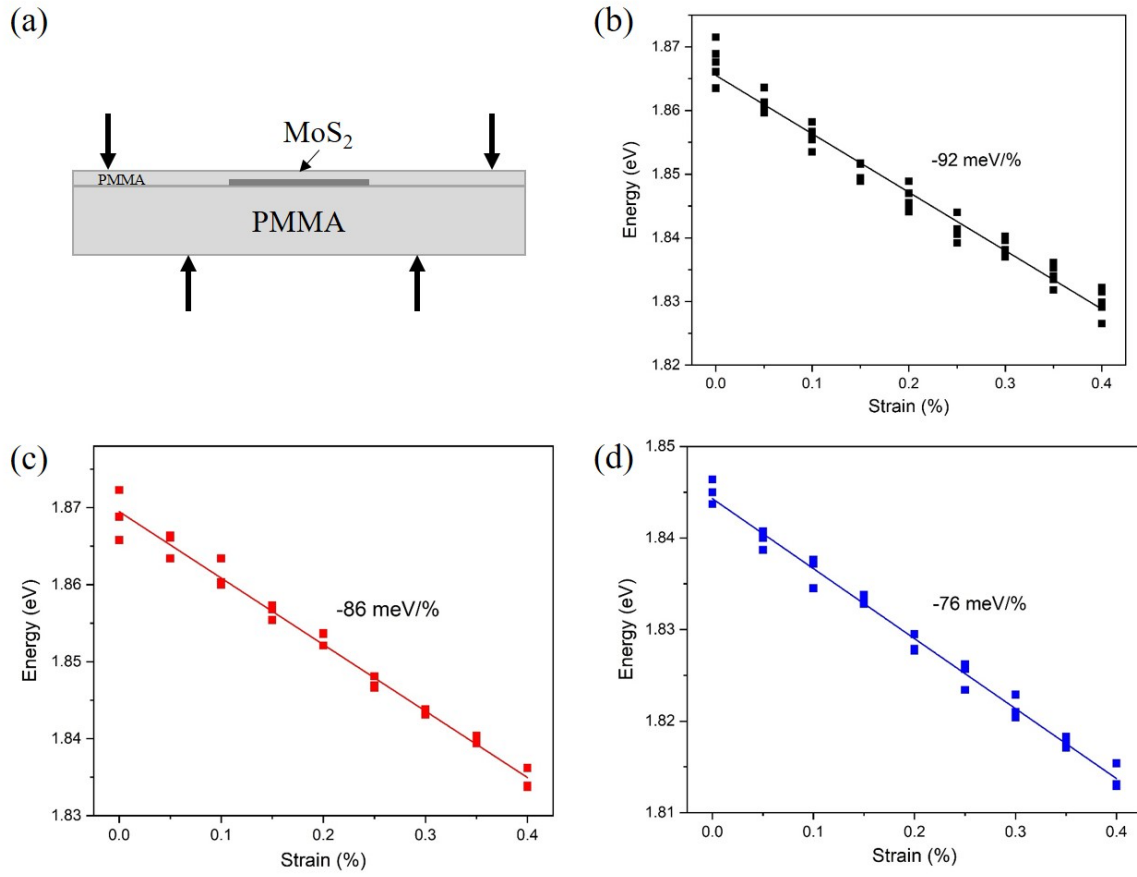 (a)
MoS₂
PMMA
PMMA
(b)
1.87
1.86
1.85
1.84
1.83
1.82
Energy (eV)
-92 meV/%
0.0 0.1 0.2 0.3 0.4
Strain (%)
(c)
1.87
1.86
1.85
1.84
1.83
Energy (eV)
-86 meV/%
0.0 0.1 0.2 0.3 0.4
Strain (%)
(d)
1.85
1.84
1.83
1.82
1.81
Energy (eV)
-76 meV/%
0.0 0.1 0.2 0.3 0.4
Strain (%)